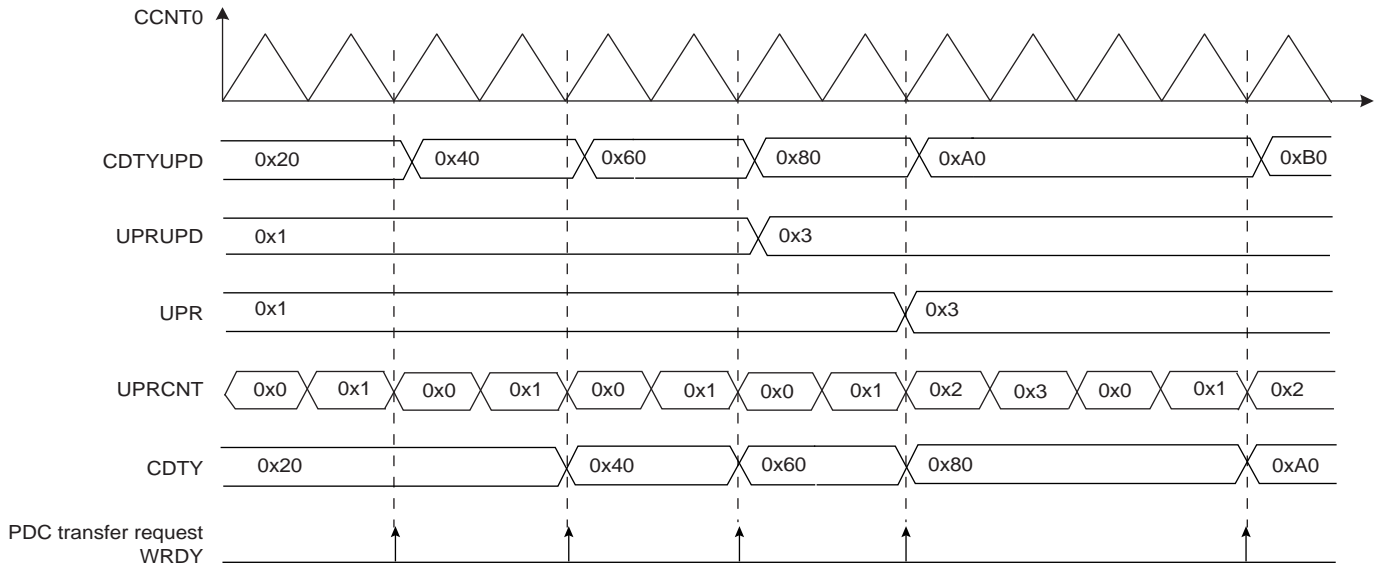 CCNT0
CDTYUPD 0x20 0x40 0x60 0x80 0xA0 0xB0
UPRUPD 0x1 0x3
UPR 0x1 0x3
UPRCNT 0x0 0x1 0x0 0x1 0x0 0x1 0x0 0x1 0x2 0x3 0x0 0x1 0x2
CDTY 0x20 0x40 0x60 0x80 0xA0
PDC transfer request
WRDY